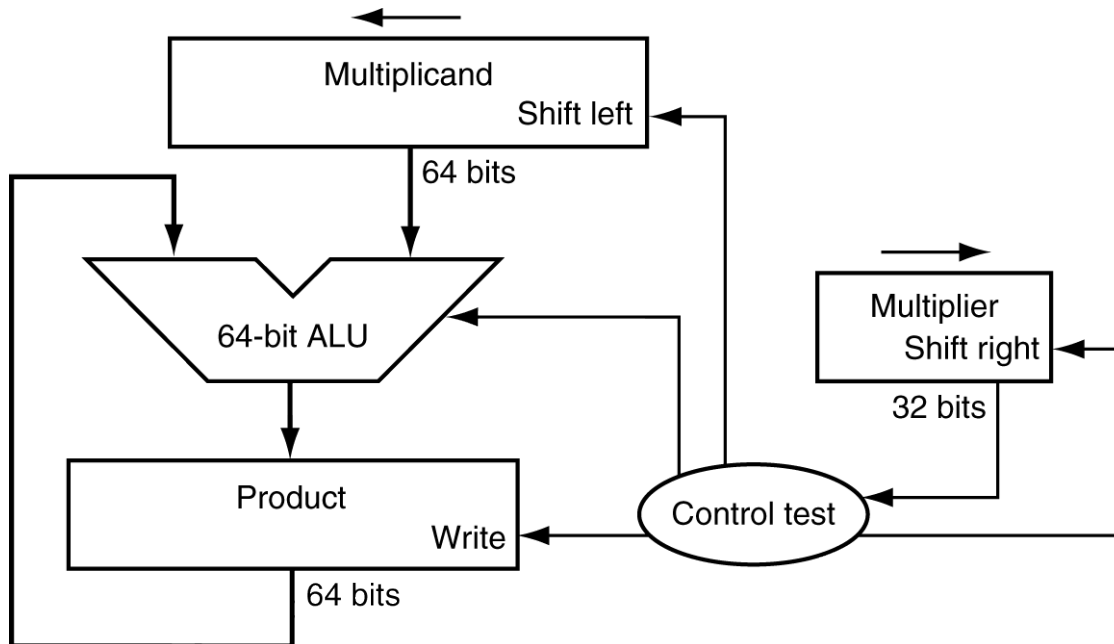 Multiplicand
Shift left
64 bits
64-bit ALU
Multiplier
Shift right
32 bits
Product
Write
Control test
64 bits